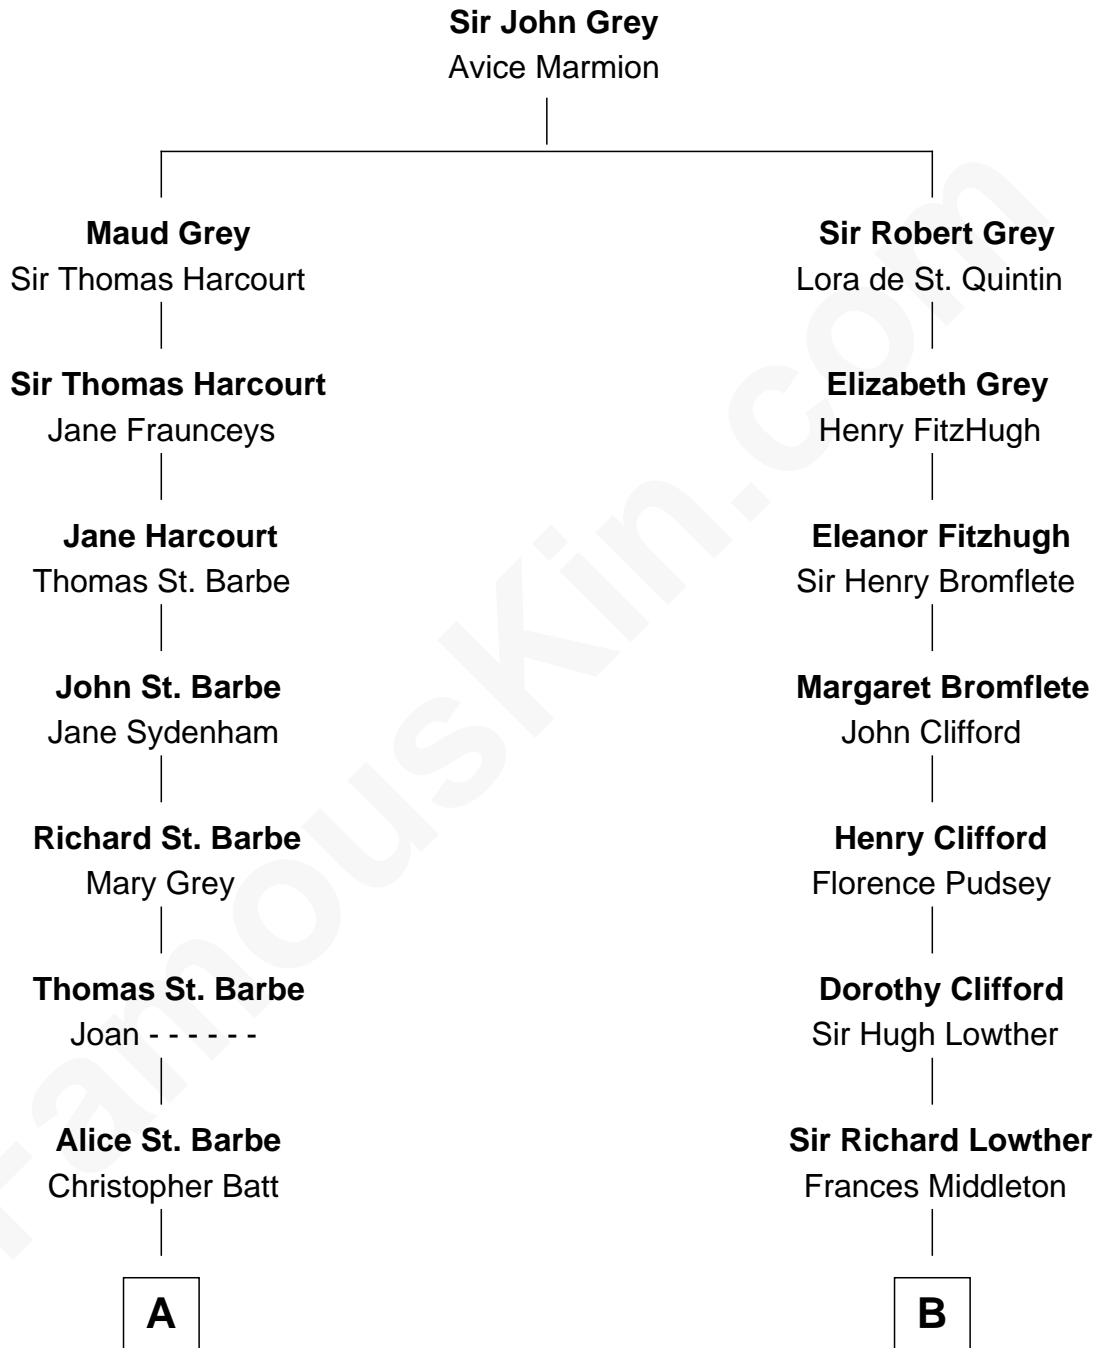 Sir John Grey
Avice Marmion
Maud Grey
Sir Thomas Harcourt
Sir Robert Grey
Lora de St. Quintin
Sir Thomas Harcourt
Jane Fraunceys
Elizabeth Grey
Henry FitzHugh
Jane Harcourt
Thomas St. Barbe
Eleanor Fitzhugh
Sir Henry Bromflete
John St. Barbe
Jane Sydenham
Margaret Bromflete
John Clifford
Richard St. Barbe
Mary Grey
Henry Clifford
Florence Pudsey
Thomas St. Barbe
Joan - - - - - -
Dorothy Clifford
Sir Hugh Lowther
Alice St. Barbe
Christopher Batt
Sir Richard Lowther
Frances Middleton
A
B
FamousKin.com